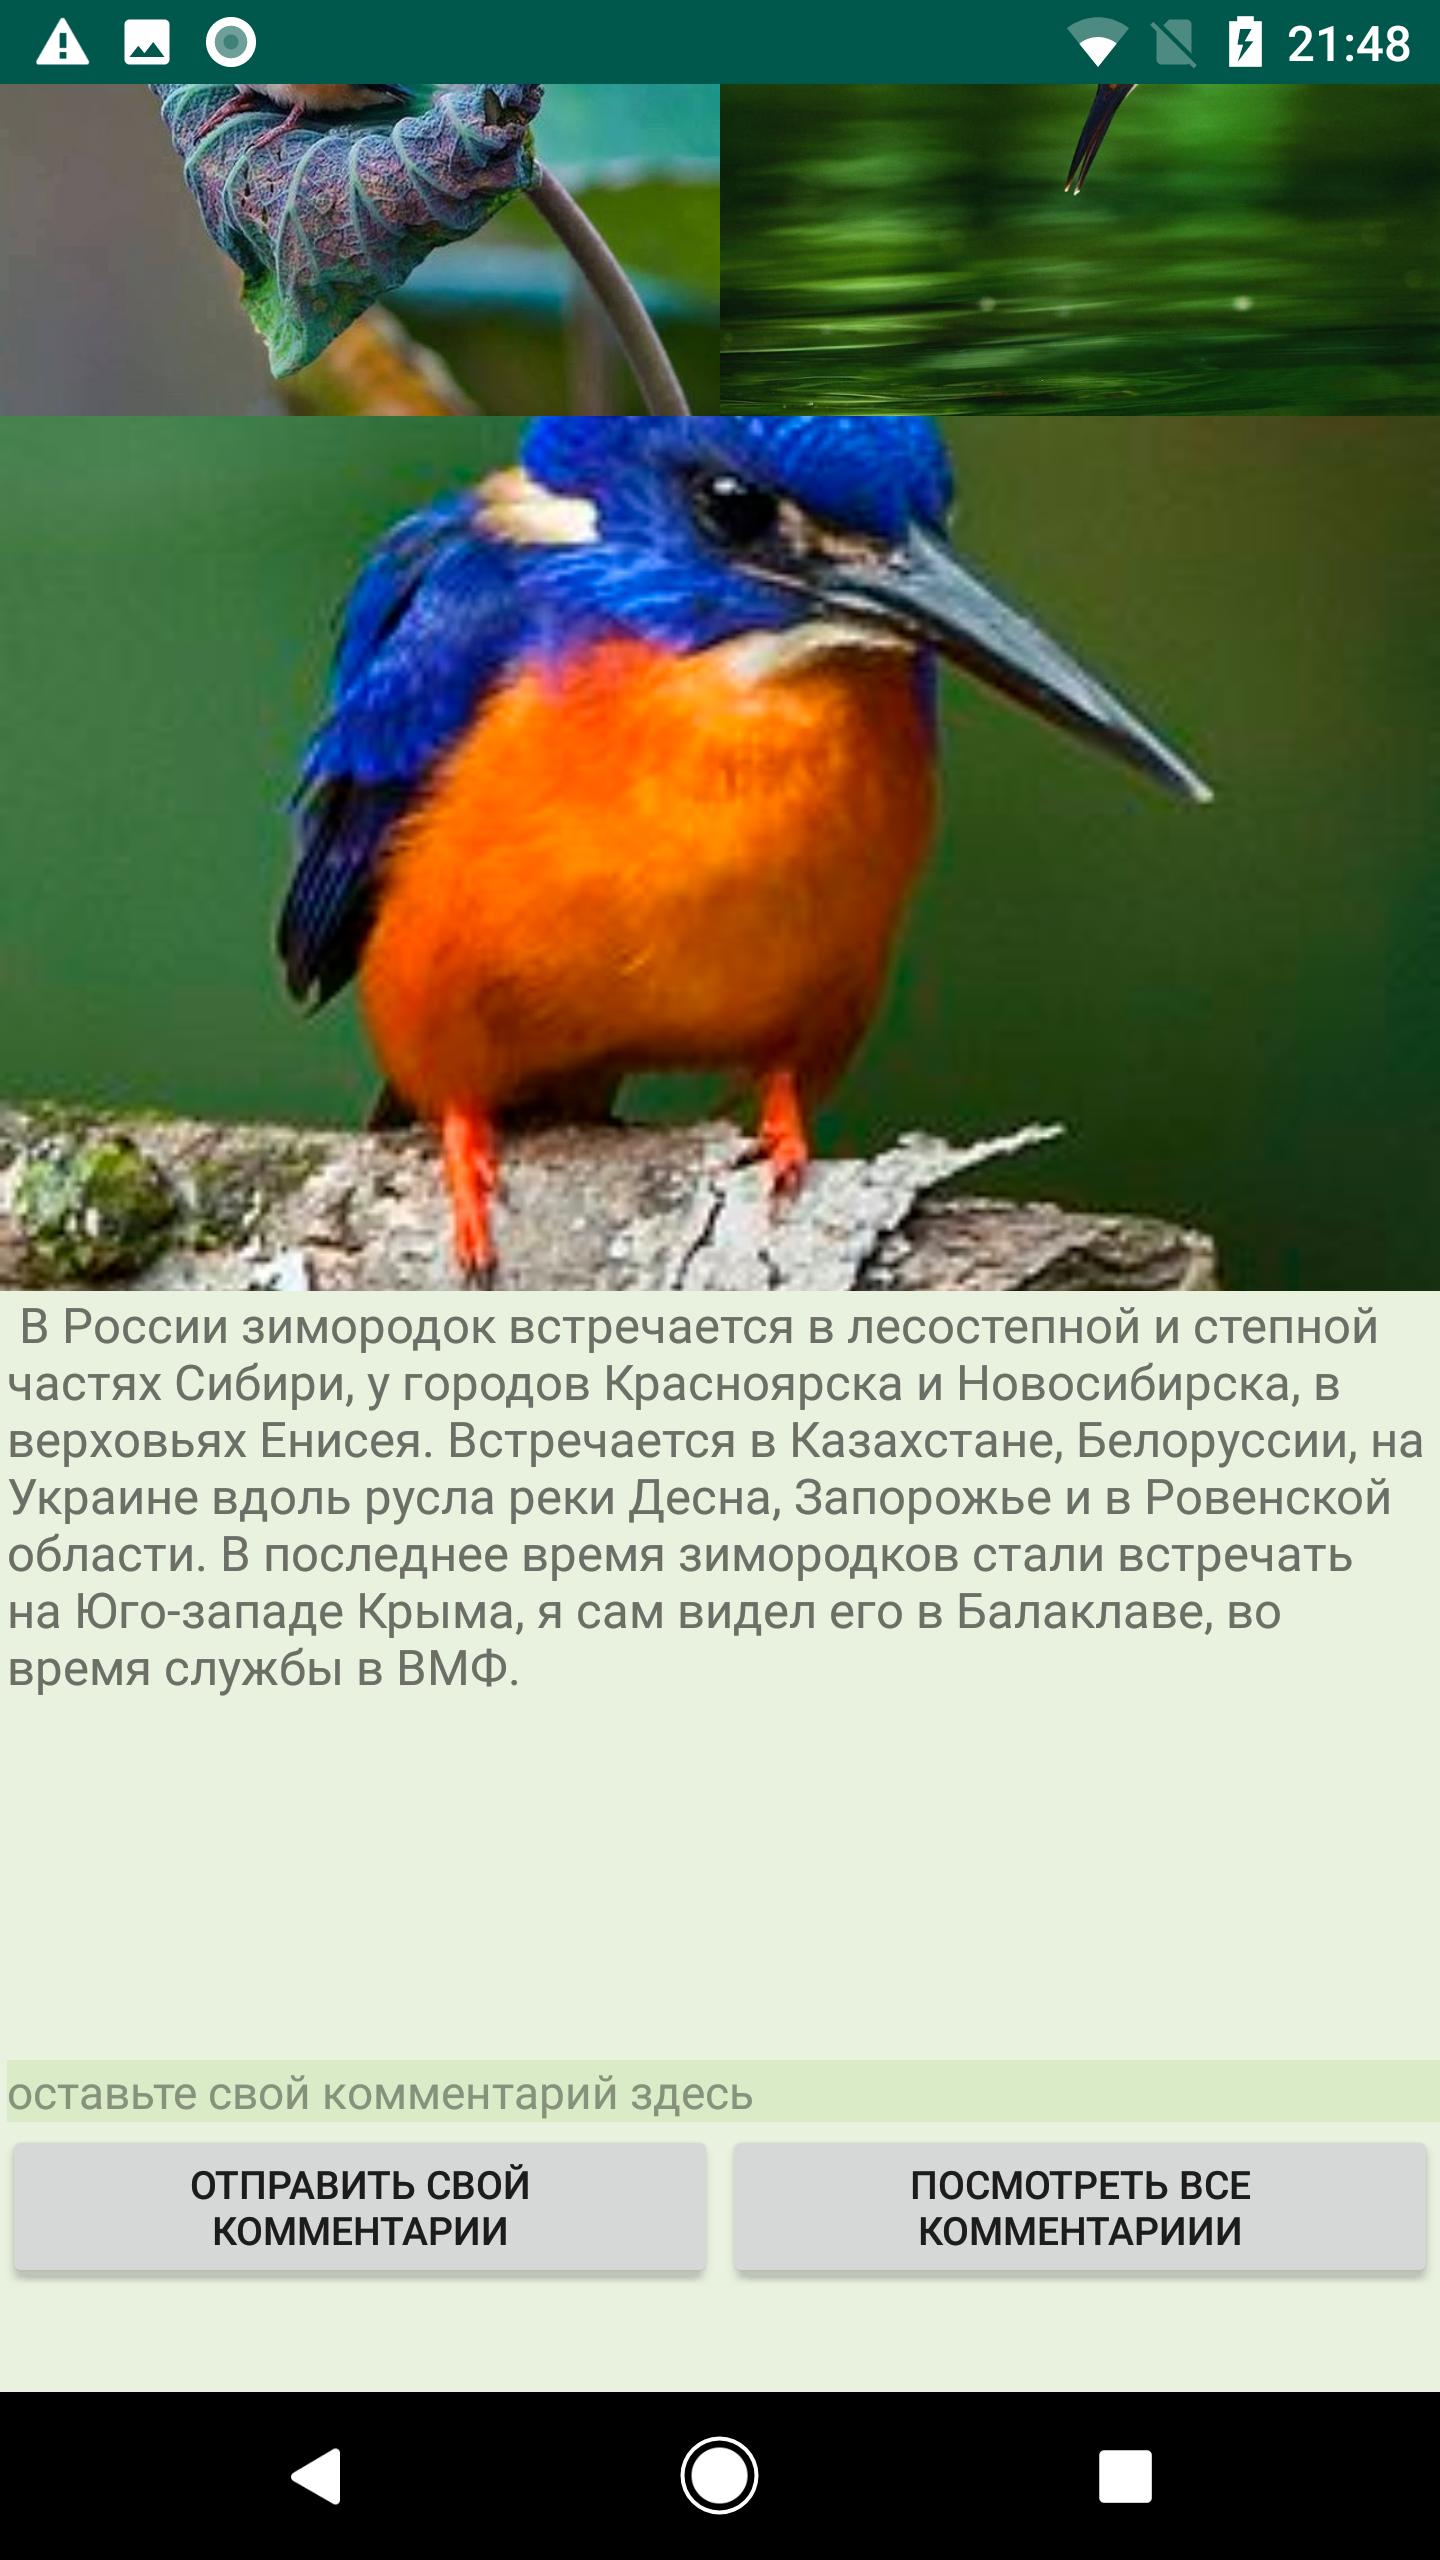 21:48
В России зимородок встречается в лесостепной и степной
частях Сибири, у городов Красноярска и Новосибирска, в
верховьях Енисея. Встречается в Казахстане, Белоруссии, на
Украине вдоль русла реки Десна, Запорожье и в Ровенской
области. В последнее время зимородков стали встречать
на Юго-западе Крыма, я сам видел его в Балаклаве, во
время службы в ВМФ.
оставьте свой комментарий здесь
ОТПРАВИТЬ СВОЙ
КОММЕНТАРИИ
ПОСМОТРЕТЬ ВСЕ
КОММЕНТАРИИИ